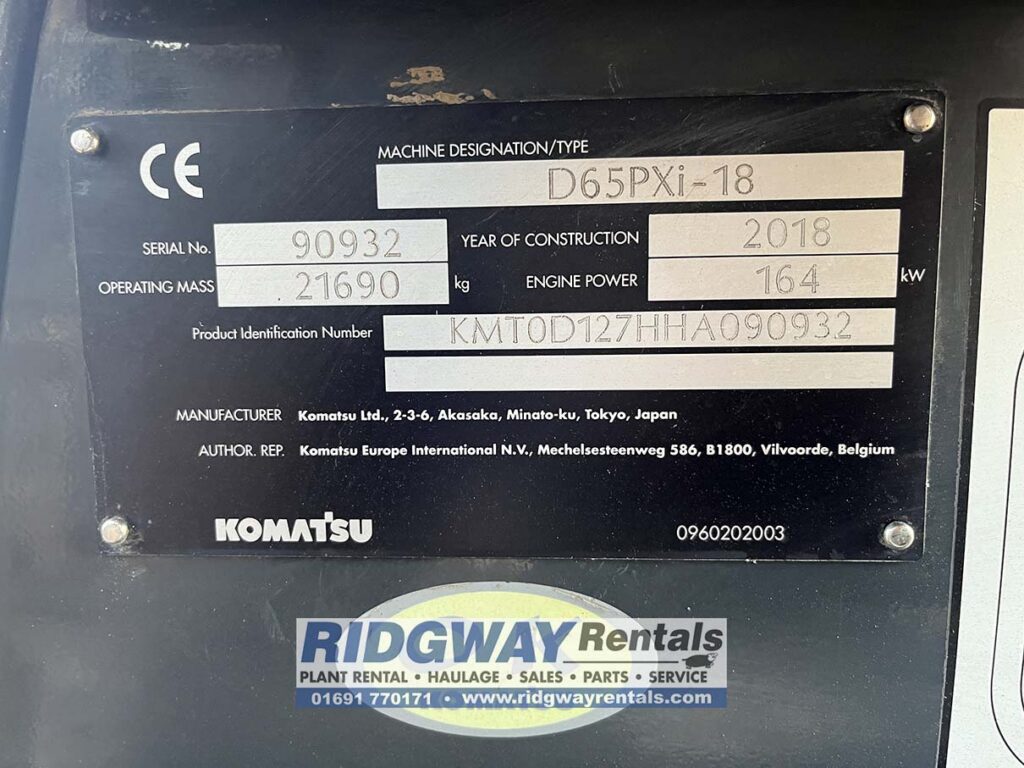 CE
MACHINE DESIGNATION/TYPE
D65PXi-18
SERIAL No. 90932 YEAR OF CONSTRUCTION 2018
OPERATING MASS 21690 kg ENGINE POWER 164 kW
Product Identification Number KMT0D127HHA090932
MANUFACTURER Komatsu Ltd., 2-3-6, Akasaka, Minato-ku, Tokyo, Japan
AUTHOR. REP. Komatsu Europe International N.V., Mechelsesteenweg 586, B1800, Vilvoorde, Belgium
KOMATSU 0960202003
RIDGWAY Rentals
PLANT RENTAL • HAULAGE • SALES • PARTS • SERVICE
01691 770171 • www.ridgwayrentals.com